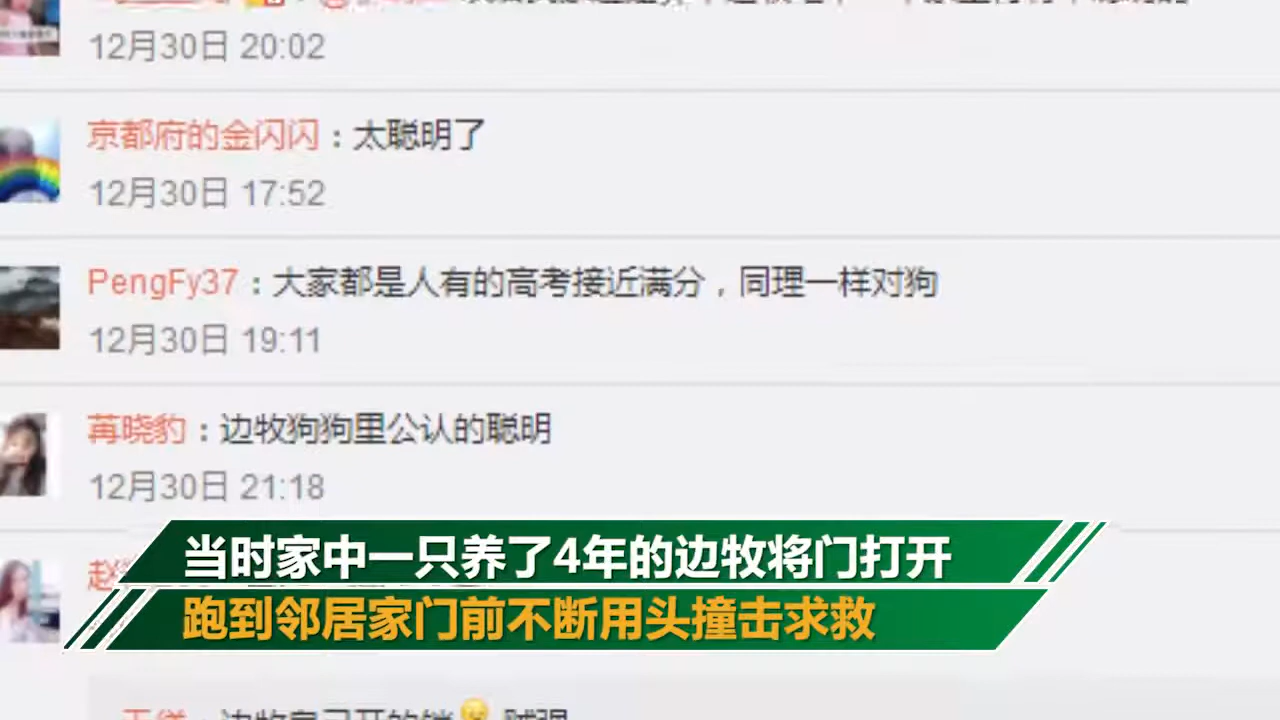 12月30日 20:02
京都府的金闪闪：太聪明了
12月30日 17:52
PengFy37：大家都是人有的高考接近满分，同理一样对狗
12月30日 19:11
苒晓豹：边牧狗狗里公认的聪明
12月30日 21:18
当时家中一只养了4年的边牧将门打开
赵
跑到邻居家门前不断用头撞击求救